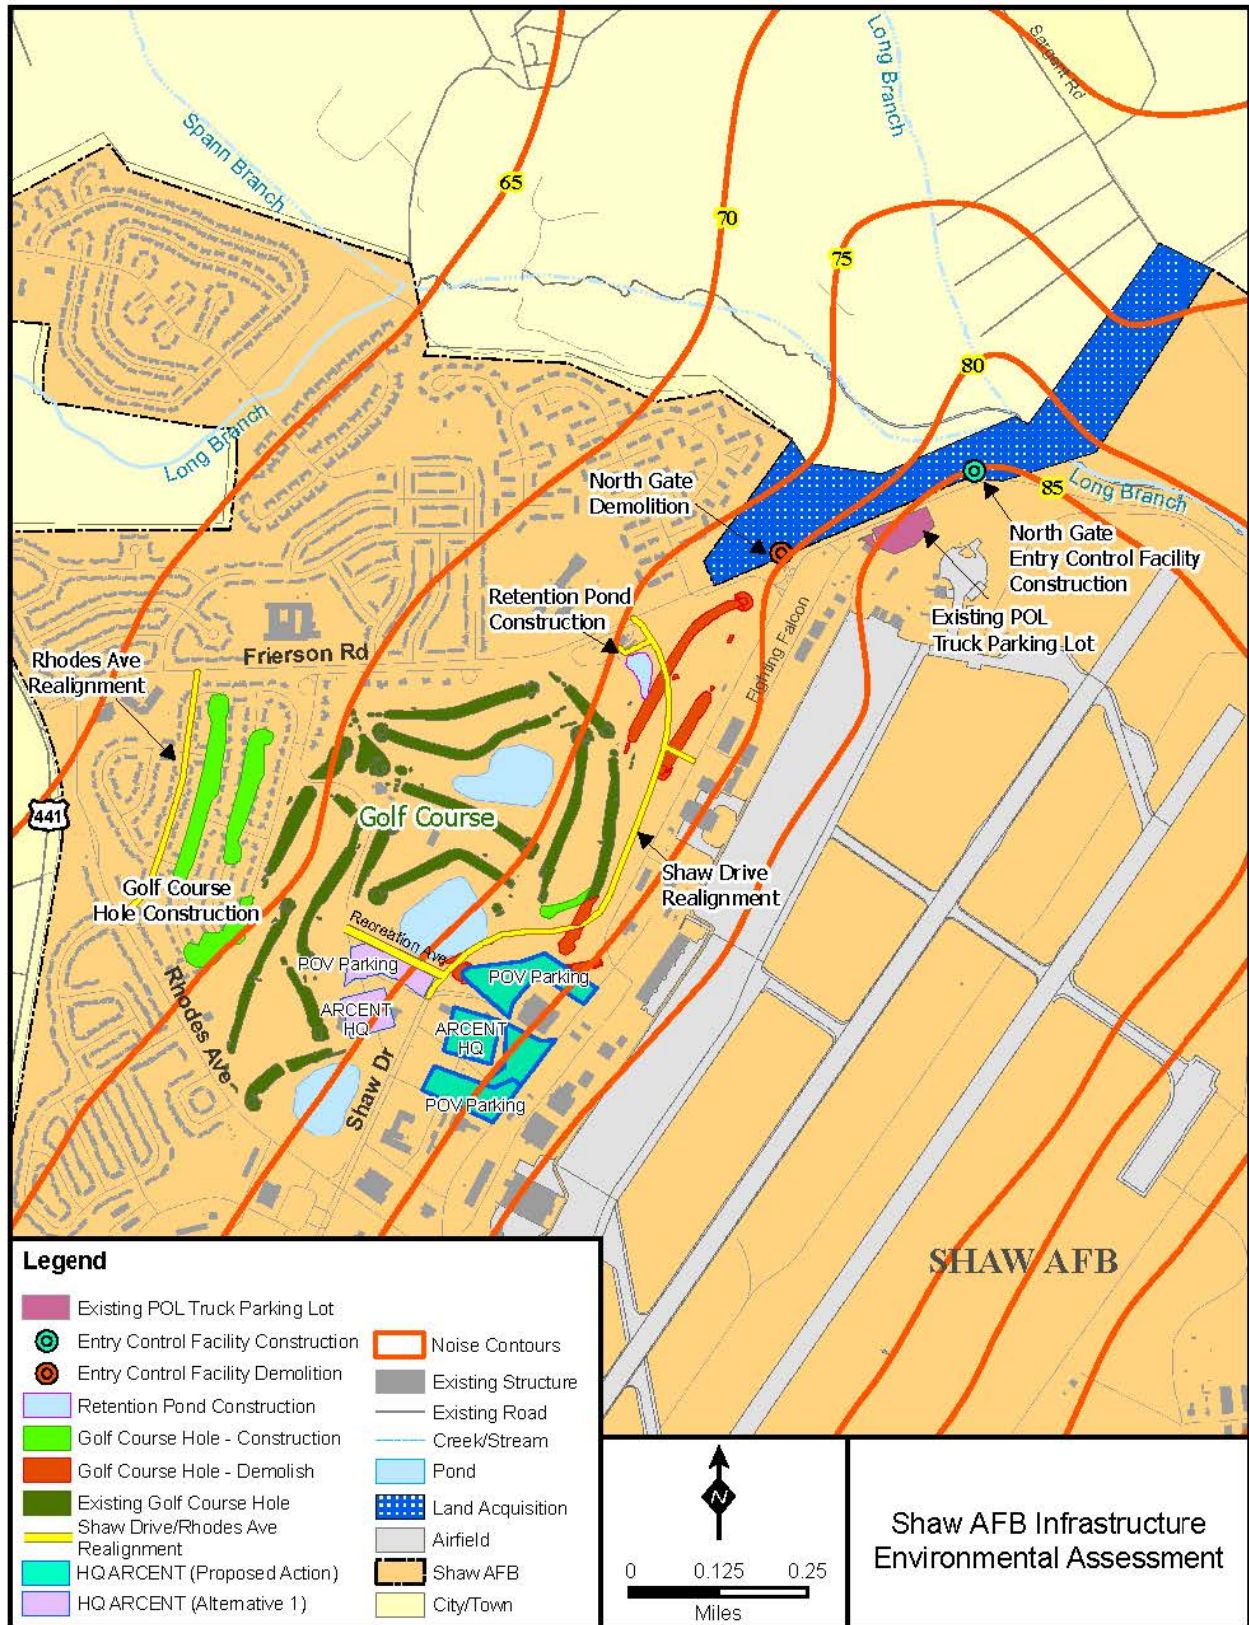 Spann Branch
Long Branch
Sargent Rd
65
70
75
80
85
Long Branch
Long Branch
North Gate
Demolition
North Gate
Entry Control Facility
Construction
Retention Pond
Construction
Existing POL
Truck Parking Lot
Fighting Falcon
Frierson Rd
Rhodes Ave
Realignment
441
Golf Course
Shaw Drive
Realignment
Golf Course
Hole Construction
Recreation Ave
POV Parking
POV Parking
ARCENT
HQ
ARCENT
HQ
Rhodes Ave
Shaw Dr
POV Parking
SHAW AFB
Legend
Existing POL Truck Parking Lot
Entry Control Facility Construction
Entry Control Facility Demolition
Retention Pond Construction
Golf Course Hole - Construction
Golf Course Hole - Demolish
Existing Golf Course Hole
Shaw Drive/Rhodes Ave
Realignment
HQ ARCENT (Proposed Action)
HQ ARCENT (Alternative 1)
Noise Contours
Existing Structure
Existing Road
Creek/Stream
Pond
Land Acquisition
Airfield
Shaw AFB
City/Town
N
0 0.125 0.25
Miles
Shaw AFB Infrastructure
Environmental Assessment